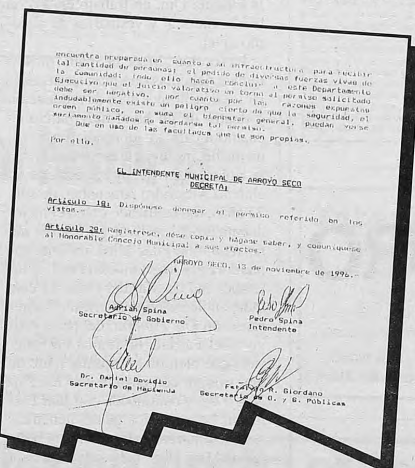 encuentra preparada en cuanto a infraestructura para recibir
tal cantidad de personas; el pedido de diversas fuerzas vivas de
la comunidad; todo ello hacen concluir a este Departamento
Ejecutivo que el juicio valorativo en torno al permiso solicitado
debe ser negativo, por cuanto por las razones expuestas
indudablemente existe un peligro cierto de que la seguridad, el
orden público, en suma el bienestar general, puedan verse
seriamente dañados de acordarse tal permiso.
Que en uso de las facultades que le son propias.
Por ello,
EL INTENDENTE MUNICIPAL DE ARROYO SECO
DECRETA:
Artículo 1º: Dispónese denegar el permiso referido en los
vistos.-
Artículo 2º: Regístrese, dése copia y hágase saber, y comuníquese
al Honorable Concejo Municipal a sus efectos.
ARROYO SECO, 13 de noviembre de 1996.-
Adrián Spina
Secretario de Gobierno
Pedro Spina
Intendente
Dr. Daniel Dovidio
Secretario de Hacienda
R. Giordano
Secretario de O. y S. Públicas